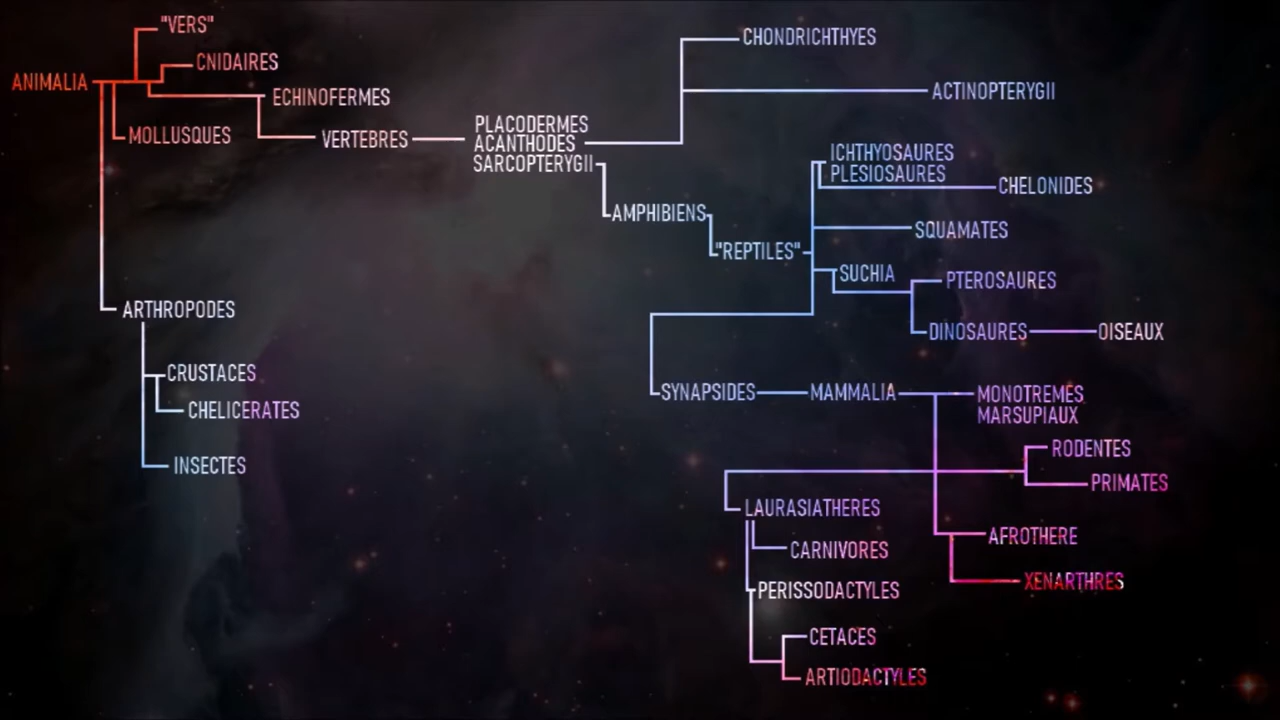 "VERS"
CNIDAIRES
ANIMALIA
ECHINOFERMES
MOLLUSQUES
VERTEBRES
PLACODERMES
ACANTHODES
SARCOPTERYGII
CHONDRICHTHYES
ACTINOPTERYGII
AMPHIBIENS
"REPTILES"
ICHTHYOSAURES
PLESIOSAURES
CHELONIDES
SQUAMATES
SUCHIA
PTEROSAURES
DINOSAURES
OISEAUX
ARTHROPODES
CRUSTACES
CHELICERATES
INSECTES
SYNAPSIDES
MAMMALIA
MONOTREMES
MARSUPIAUX
RODENTES
PRIMATES
LAURASIATHERES
AFROTHERE
CARNIVORES
XENARTHRES
PERISSODACTYLES
CETACES
ARTIODACTYLES